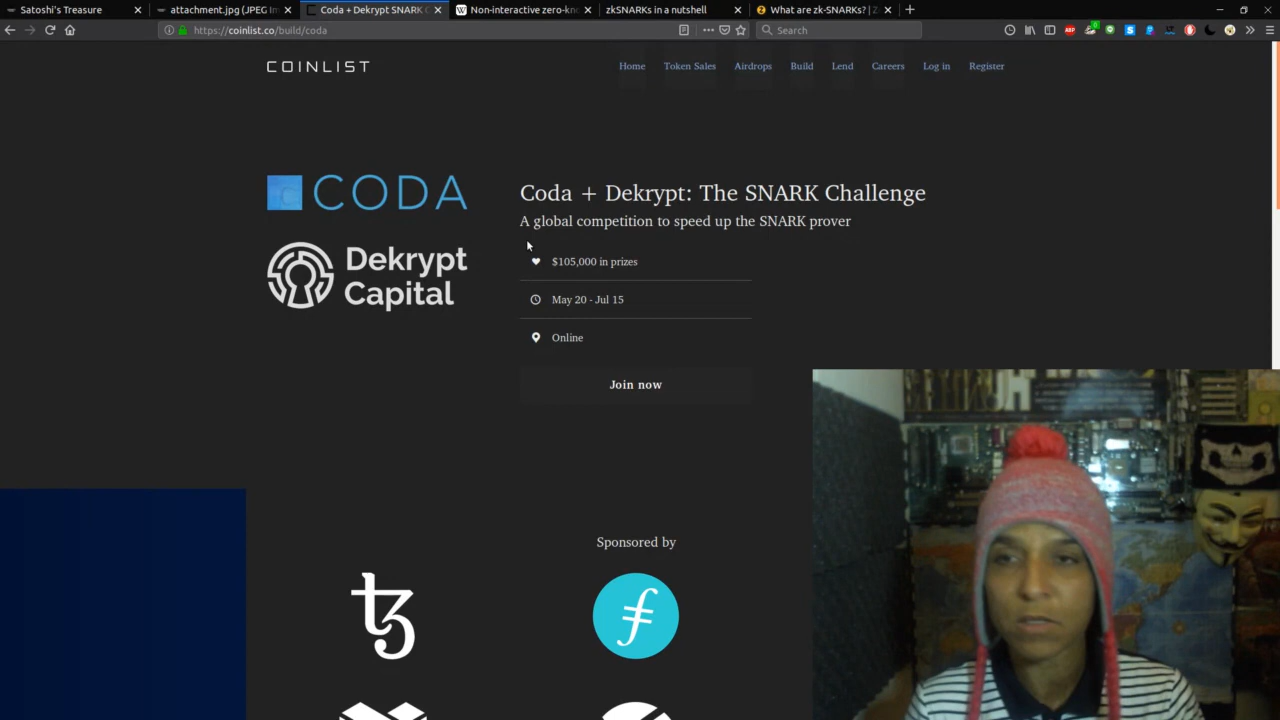 Satoshi's Treasure
attachment.jpg (JPEG Im
Coda + Dekrypt SNARK C
Non-interactive zero-kno
zkSNARKs in a nutshell
What are zk-SNARKs? | Z
https://coinlist.co/build/coda
Search
COINLIST
Home
Token Sales
Airdrops
Build
Lend
Careers
Log in
Register
CODA
Dekrypt
Capital
Coda + Dekrypt: The SNARK Challenge
A global competition to speed up the SNARK prover
$105,000 in prizes
May 20 - Jul 15
Online
Join now
Sponsored by